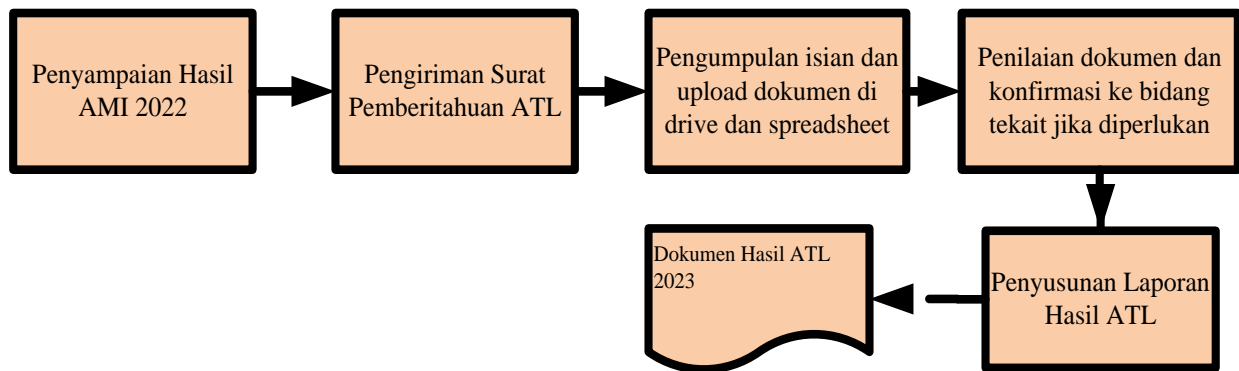 Penyampaian Hasil
AMI 2022
Pengiriman Surat
Pemberitahuan ATL
Pengumpulan isian dan
upload dokumen di
drive dan spreadsheet
Penilaian dokumen dan
konfirmasi ke bidang
tekait jika diperlukan
Penyusunan Laporan
Hasil ATL
Dokumen Hasil ATL
2023